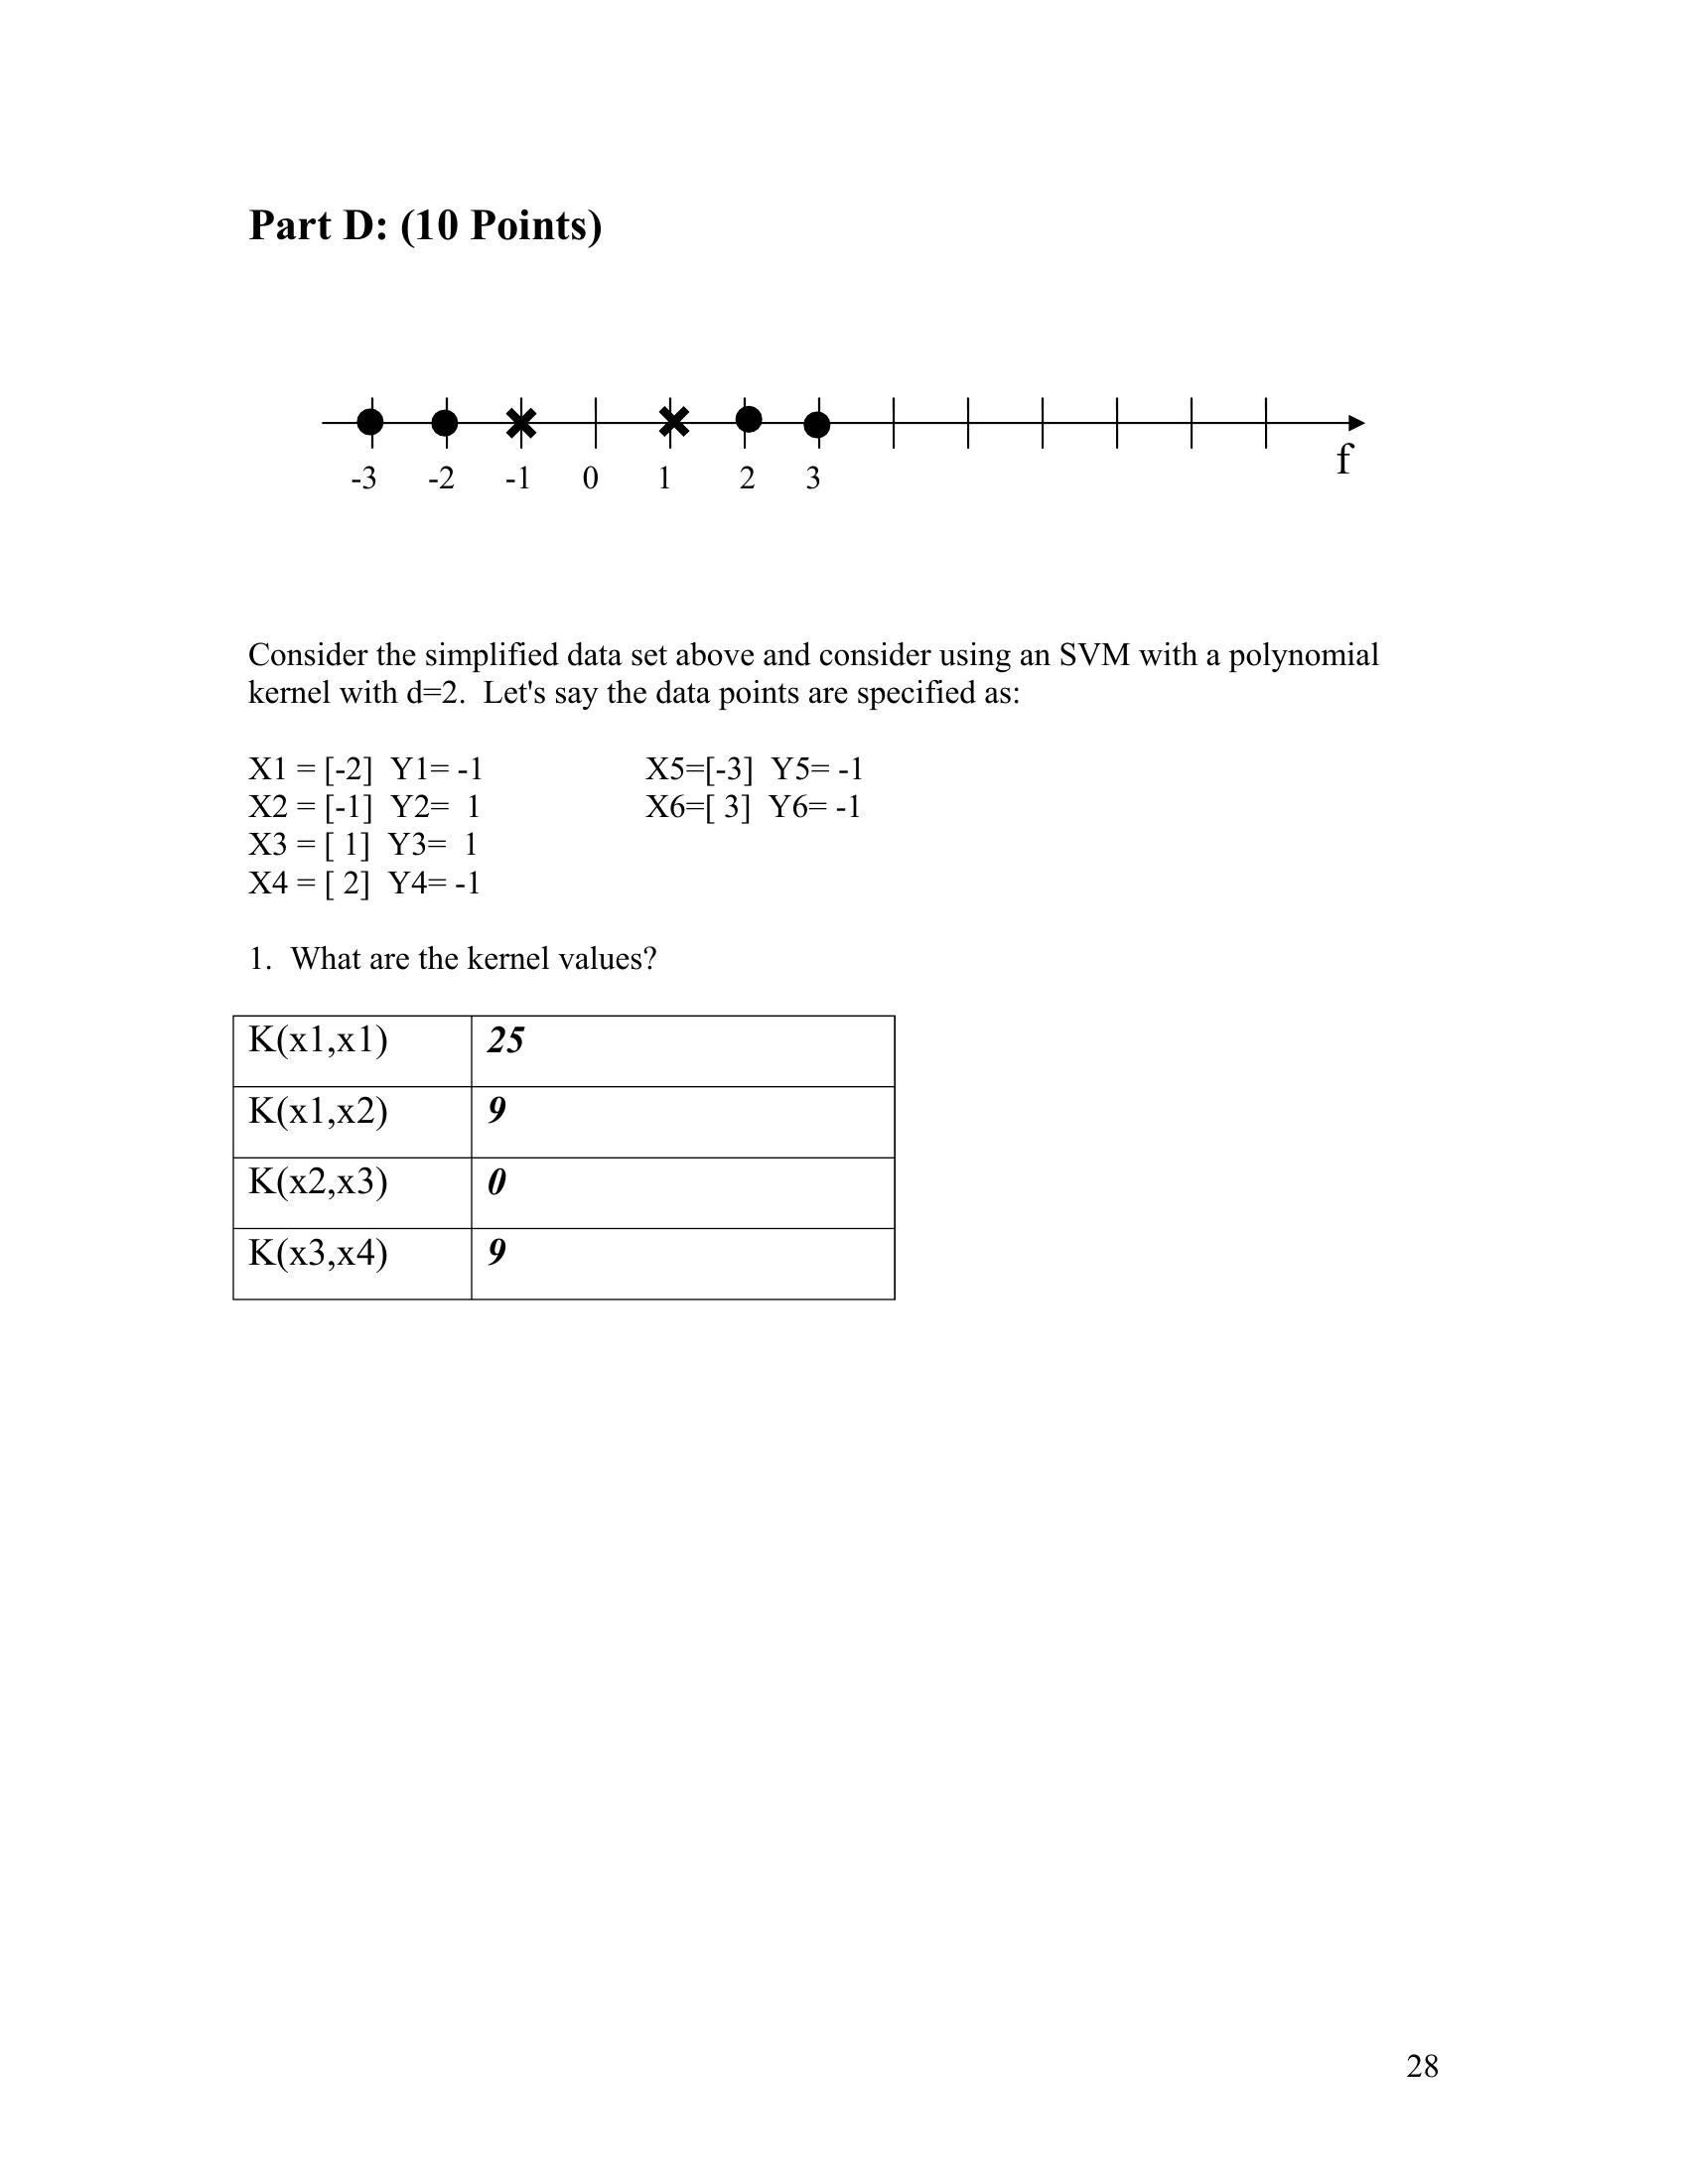 Part D: (10 Points)
-3 -2 -1 0 1 2 3 f
Consider the simplified data set above and consider using an SVM with a polynomial
kernel with d=2. Let's say the data points are specified as:
X1 = [-2] Y1= -1 X5=[-3] Y5= -1
X2 = [-1] Y2= 1 X6=[ 3] Y6= -1
X3 = [ 1] Y3= 1
X4 = [ 2] Y4= -1
1. What are the kernel values?
K(x1,x1) 25
K(x1,x2) 9
K(x2,x3) 0
K(x3,x4) 9
28